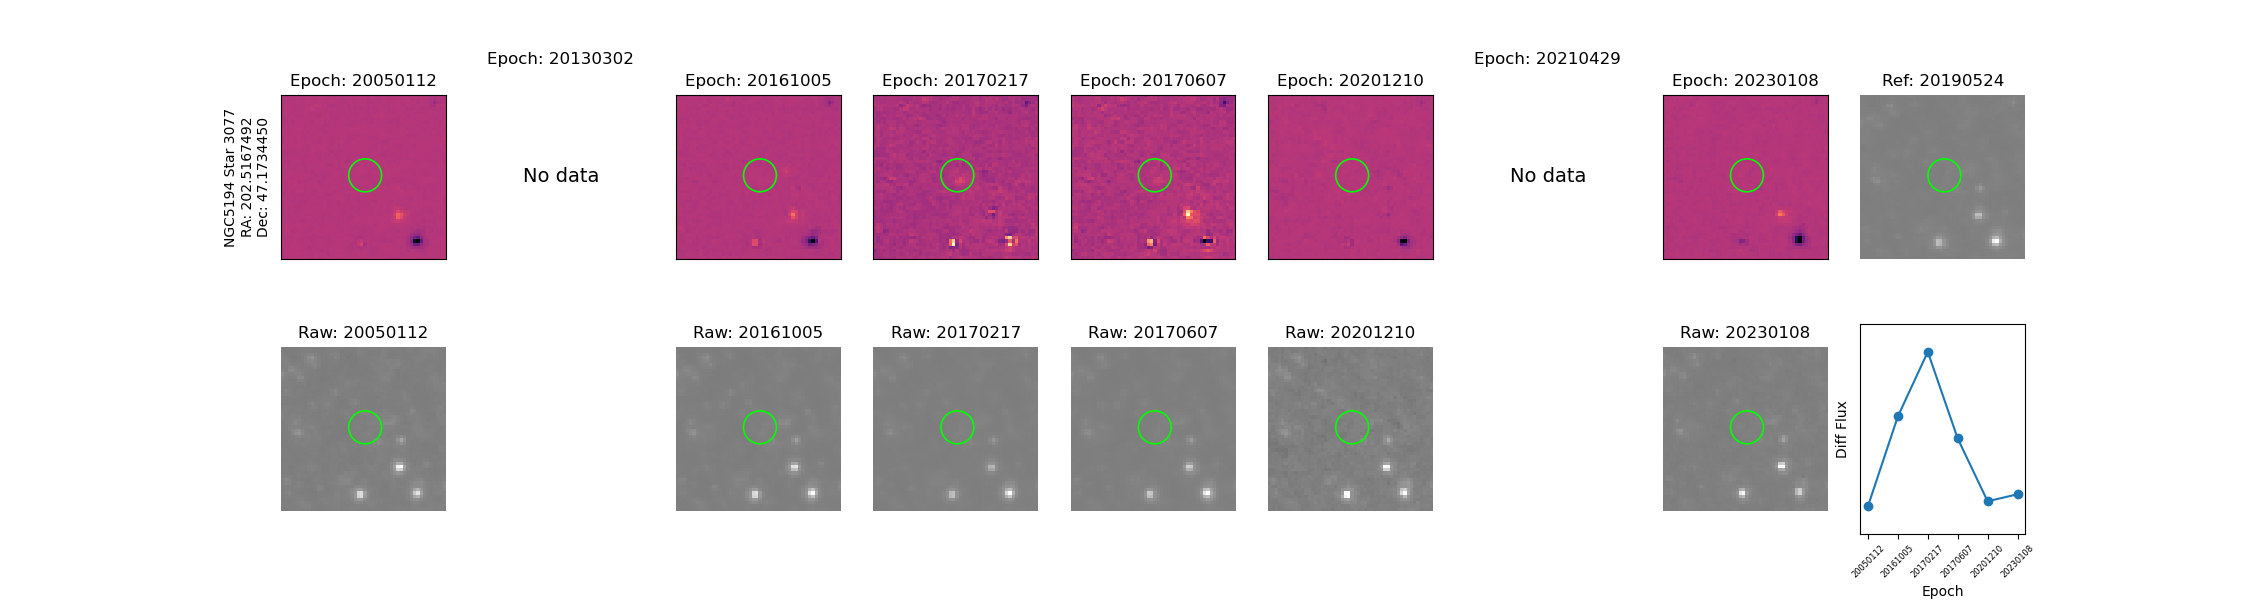 Epoch: 20130302
Epoch: 20210429
Epoch: 20050112
Epoch: 20161005
Epoch: 20170217
Epoch: 20170607
Epoch: 20201210
Epoch: 20230108
Ref: 20190524
NGC5194 Star 3077
RA: 202.5167492
Dec: 47.1734450
No data
No data
Raw: 20050112
Raw: 20161005
Raw: 20170217
Raw: 20170607
Raw: 20201210
Raw: 20230108
Diff Flux
20050112
20161005
20170217
20170607
20201210
20230108
Epoch